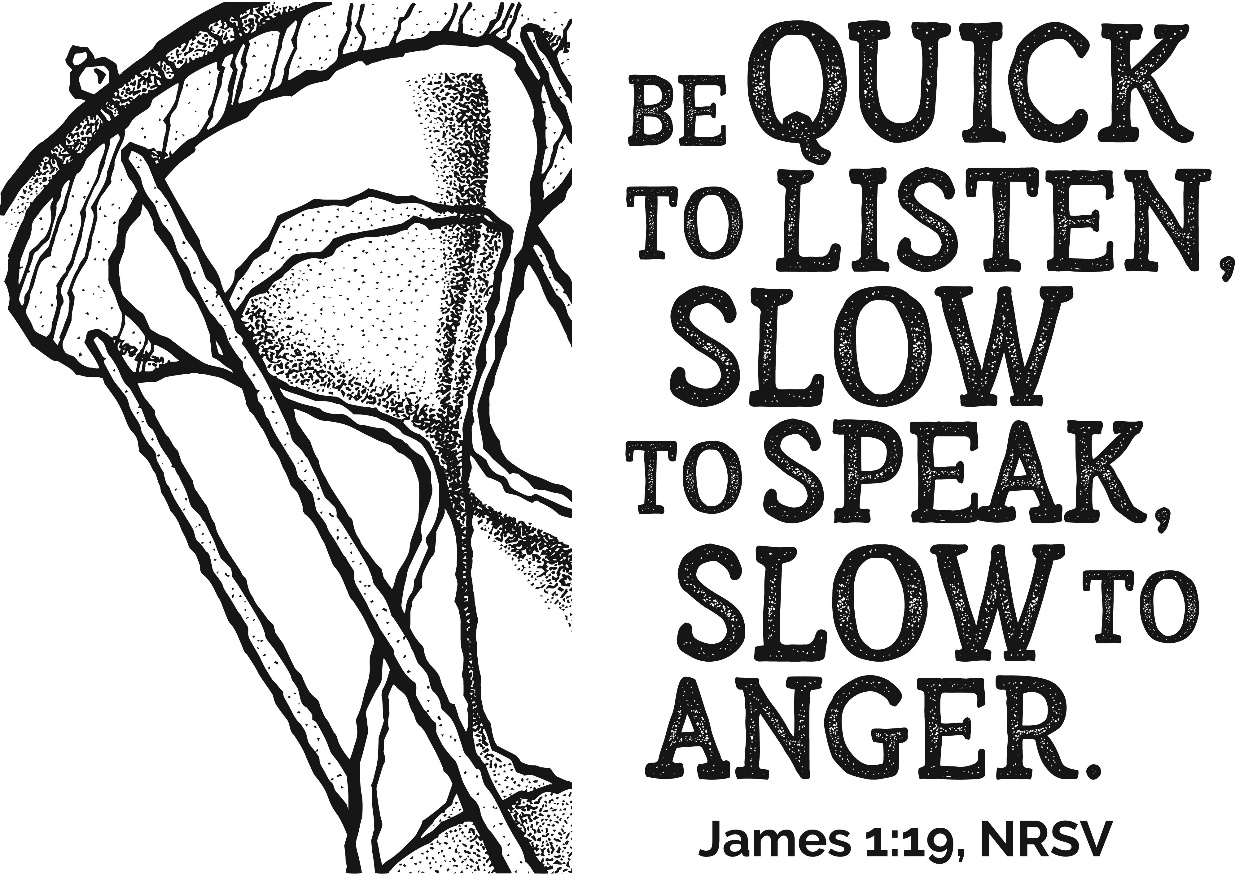 BE QUICK
TO LISTEN,
SLOW
TO SPEAK,
SLOW TO
ANGER.
James 1:19, NRSV